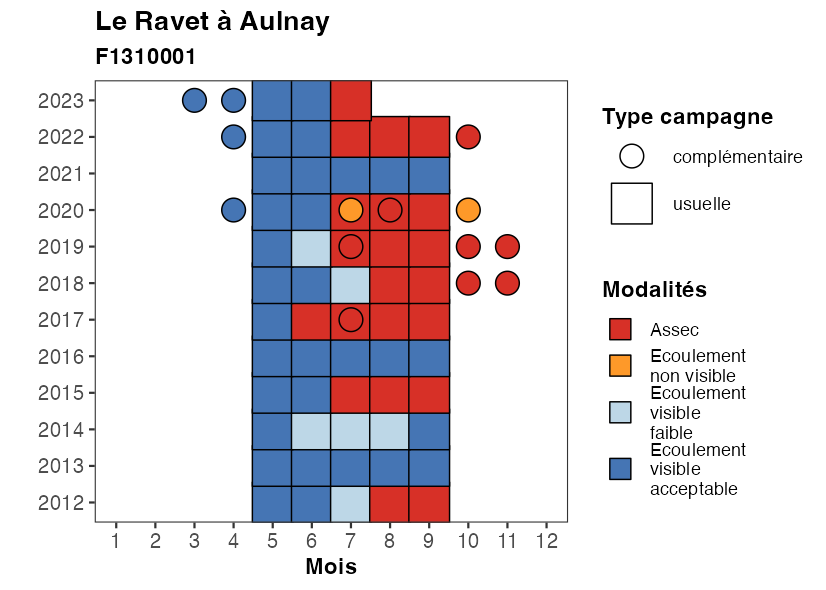 Le Ravet à Aulnay
F1310001
2023
2022
2021
2020
2019
2018
2017
2016
2015
2014
2013
2012
1 2 3 4 5 6 7 8 9 10 11 12
Mois
Type campagne
complémentaire
usuelle
Modalités
Assec
Ecoulement
non visible
Ecoulement
visible
faible
Ecoulement
visible
acceptable